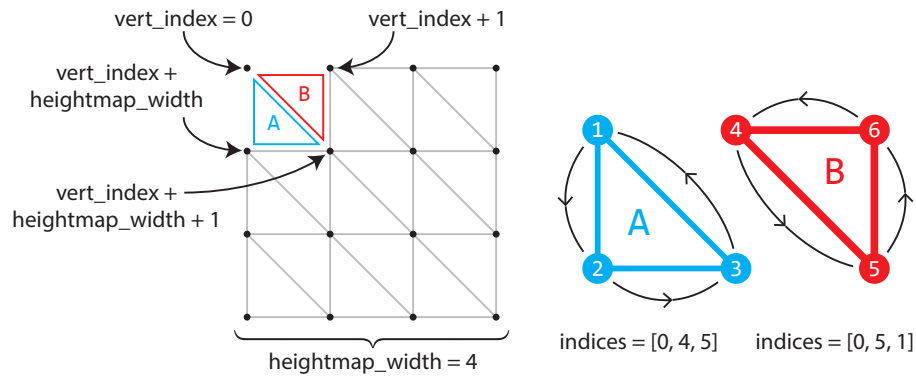 vert_index = 0
vert_index + 1
vert_index +
heightmap_width
B
A
vert_index +
heightmap_width + 1
heightmap_width = 4
1
A
2
3
4
6
B
5
indices = [0, 4, 5]
indices = [0, 5, 1]